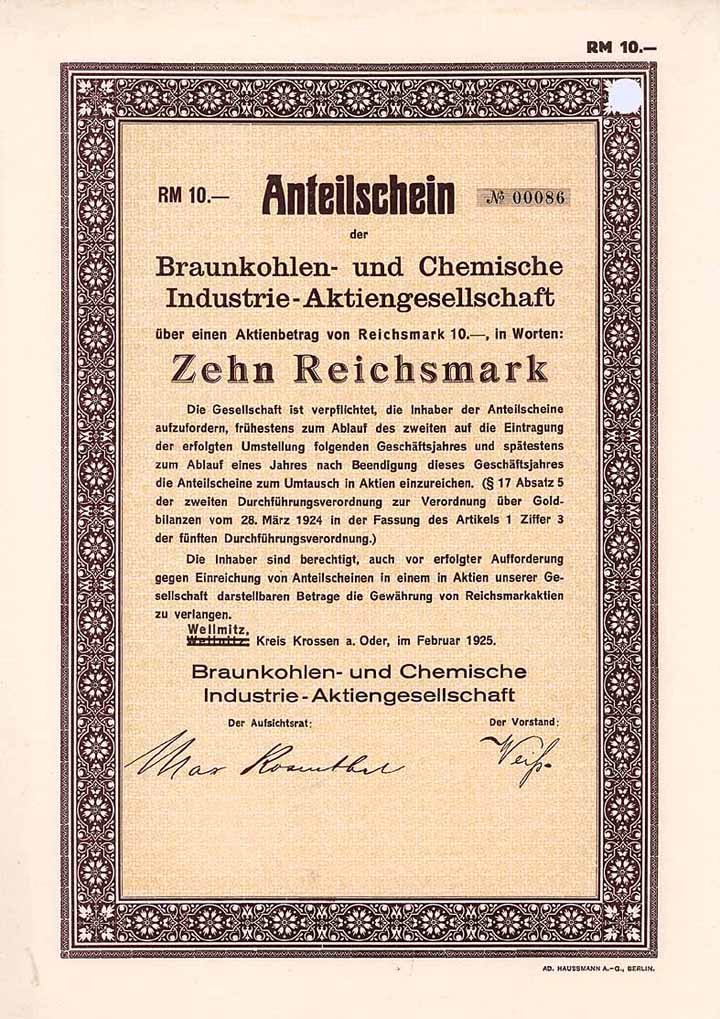 RM 10.—
RM 10.— Anteilschein № 00086
der
Braunkohlen- und Chemische
Industrie-Aktiengesellschaft
über einen Aktienbetrag von Reichsmark 10.—, in Worten:
Zehn Reichsmark
Die Gesellschaft ist verpflichtet, die Inhaber der Anteilscheine
aufzufordern, frühestens zum Ablauf des zweiten auf die Eintragung
der erfolgten Umstellung folgenden Geschäftsjahres und spätestens
zum Ablauf eines Jahres nach Beendigung dieses Geschäftsjahres
die Anteilscheine zum Umtausch in Aktien einzureichen. (§ 17 Absatz 5
der zweiten Durchführungsverordnung zur Verordnung über Gold-
bilanzen vom 28. März 1924 in der Fassung des Artikels 1 Ziffer 3
der fünften Durchführungsverordnung.)
Die Inhaber sind berechtigt, auch vor erfolgter Aufforderung
gegen Einreichung von Anteilscheinen in einem in Aktien unserer Ge-
sellschaft darstellbaren Betrage die Gewährung von Reichsmarkaktien
zu verlangen.
Wellmitz,
Kreis Krossen a. Oder, im Februar 1925.
Braunkohlen- und Chemische
Industrie-Aktiengesellschaft
Der Aufsichtsrat: Der Vorstand:
Max Rosenthal Weiß
AD. HAUSSMANN A.-G., BERLIN.